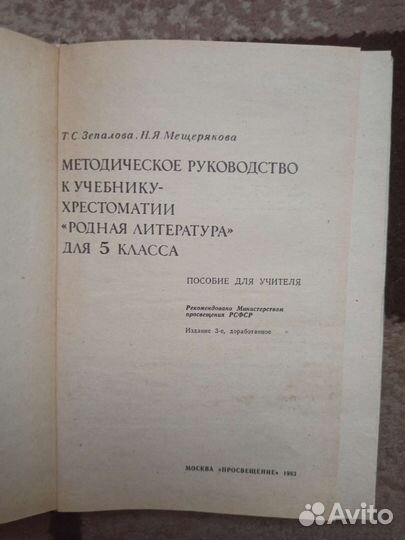 Т. С. Зепалова, Н. Я. Мещерякова
МЕТОДИЧЕСКОЕ РУКОВОДСТВО
К УЧЕБНИКУ-
ХРЕСТОМАТИИ
«РОДНАЯ ЛИТЕРАТУРА»
ДЛЯ 5 КЛАССА
ПОСОБИЕ ДЛЯ УЧИТЕЛЯ
Рекомендовано Министерством
просвещения РСФСР
Издание 3-е, доработанное
МОСКВА «ПРОСВЕЩЕНИЕ» 1983
Avito